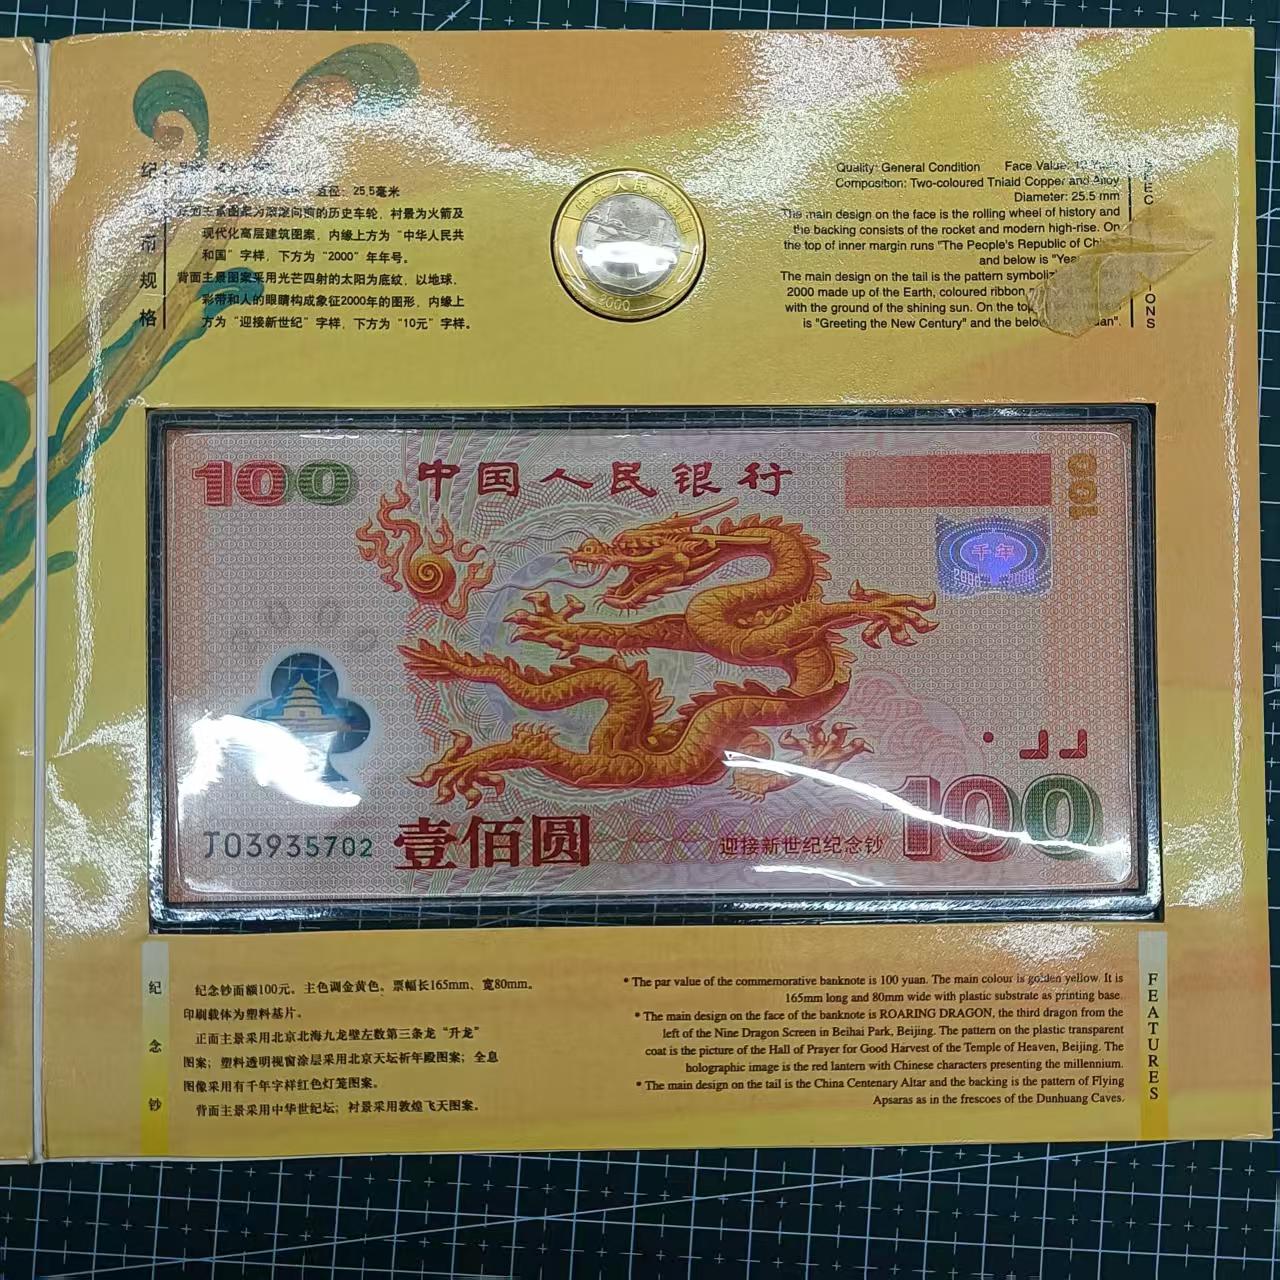 纪
前
规
格
直径: 25.5毫米
正面主景图案为滚滚向前的历史车轮，衬景为火箭及
现代化高层建筑图案，内缘上方为“中华人民共
和国”字样，下方为“2000”年年号。
背面主景图案采用光芒四射的太阳为底纹，以地球、
彩带和人的眼睛构成象征2000年的图形，内缘上
方为“迎接新世纪”字样，下方为“10元”字样。
中华人民
国
2000
Quality: General Condition Face Value:
Composition: Two-coloured Tniald Copper and Alloy
Diameter: 25.5 mm
The main design on the face is the rolling wheel of history and
the backing consists of the rocket and modern high-rise. On
the top of inner margin runs "The People's Republic of
and below is
The main design on the tail is the pattern
2000 made up of the Earth, coloured ribbon
with the ground of the shining sun. On the
is "Greeting the New Century" and the
IONS
100
中国人民银行
100
千年
J03935702
壹佰圆
迎接新世纪纪念钞
100
纪
念
钞
纪念钞面额100元。主色调金黄色。票幅长165mm、宽80mm。
印刷载体为塑料基片。
正面主景采用北京北海九龙壁左数第三条龙“升龙”
图案；塑料透明视窗涂层采用北京天坛祈年殿图案；全息
图像采用有千年字样红色灯笼图案。
背面主景采用中华世纪坛；衬景采用敦煌飞天图案。
* The par value of the commemorative banknote is 100 yuan. The main colour is golden yellow. It is
165mm long and 80mm wide with plastic substrate as printing base.
* The main design on the face of the banknote is ROARING DRAGON, the third dragon from the
left of the Nine Dragon Screen in Beihai Park, Beijing. The pattern on the plastic transparent
coat is the picture of the Hall of Prayer for Good Harvest of the Temple of Heaven, Beijing. The
holographic image is the red lantern with Chinese characters presenting the millennium.
* The main design on the tail is the China Centenary Altar and the backing is the pattern of Flying
Apsaras as in the frescoes of the Dunhuang Caves.
FEATURES